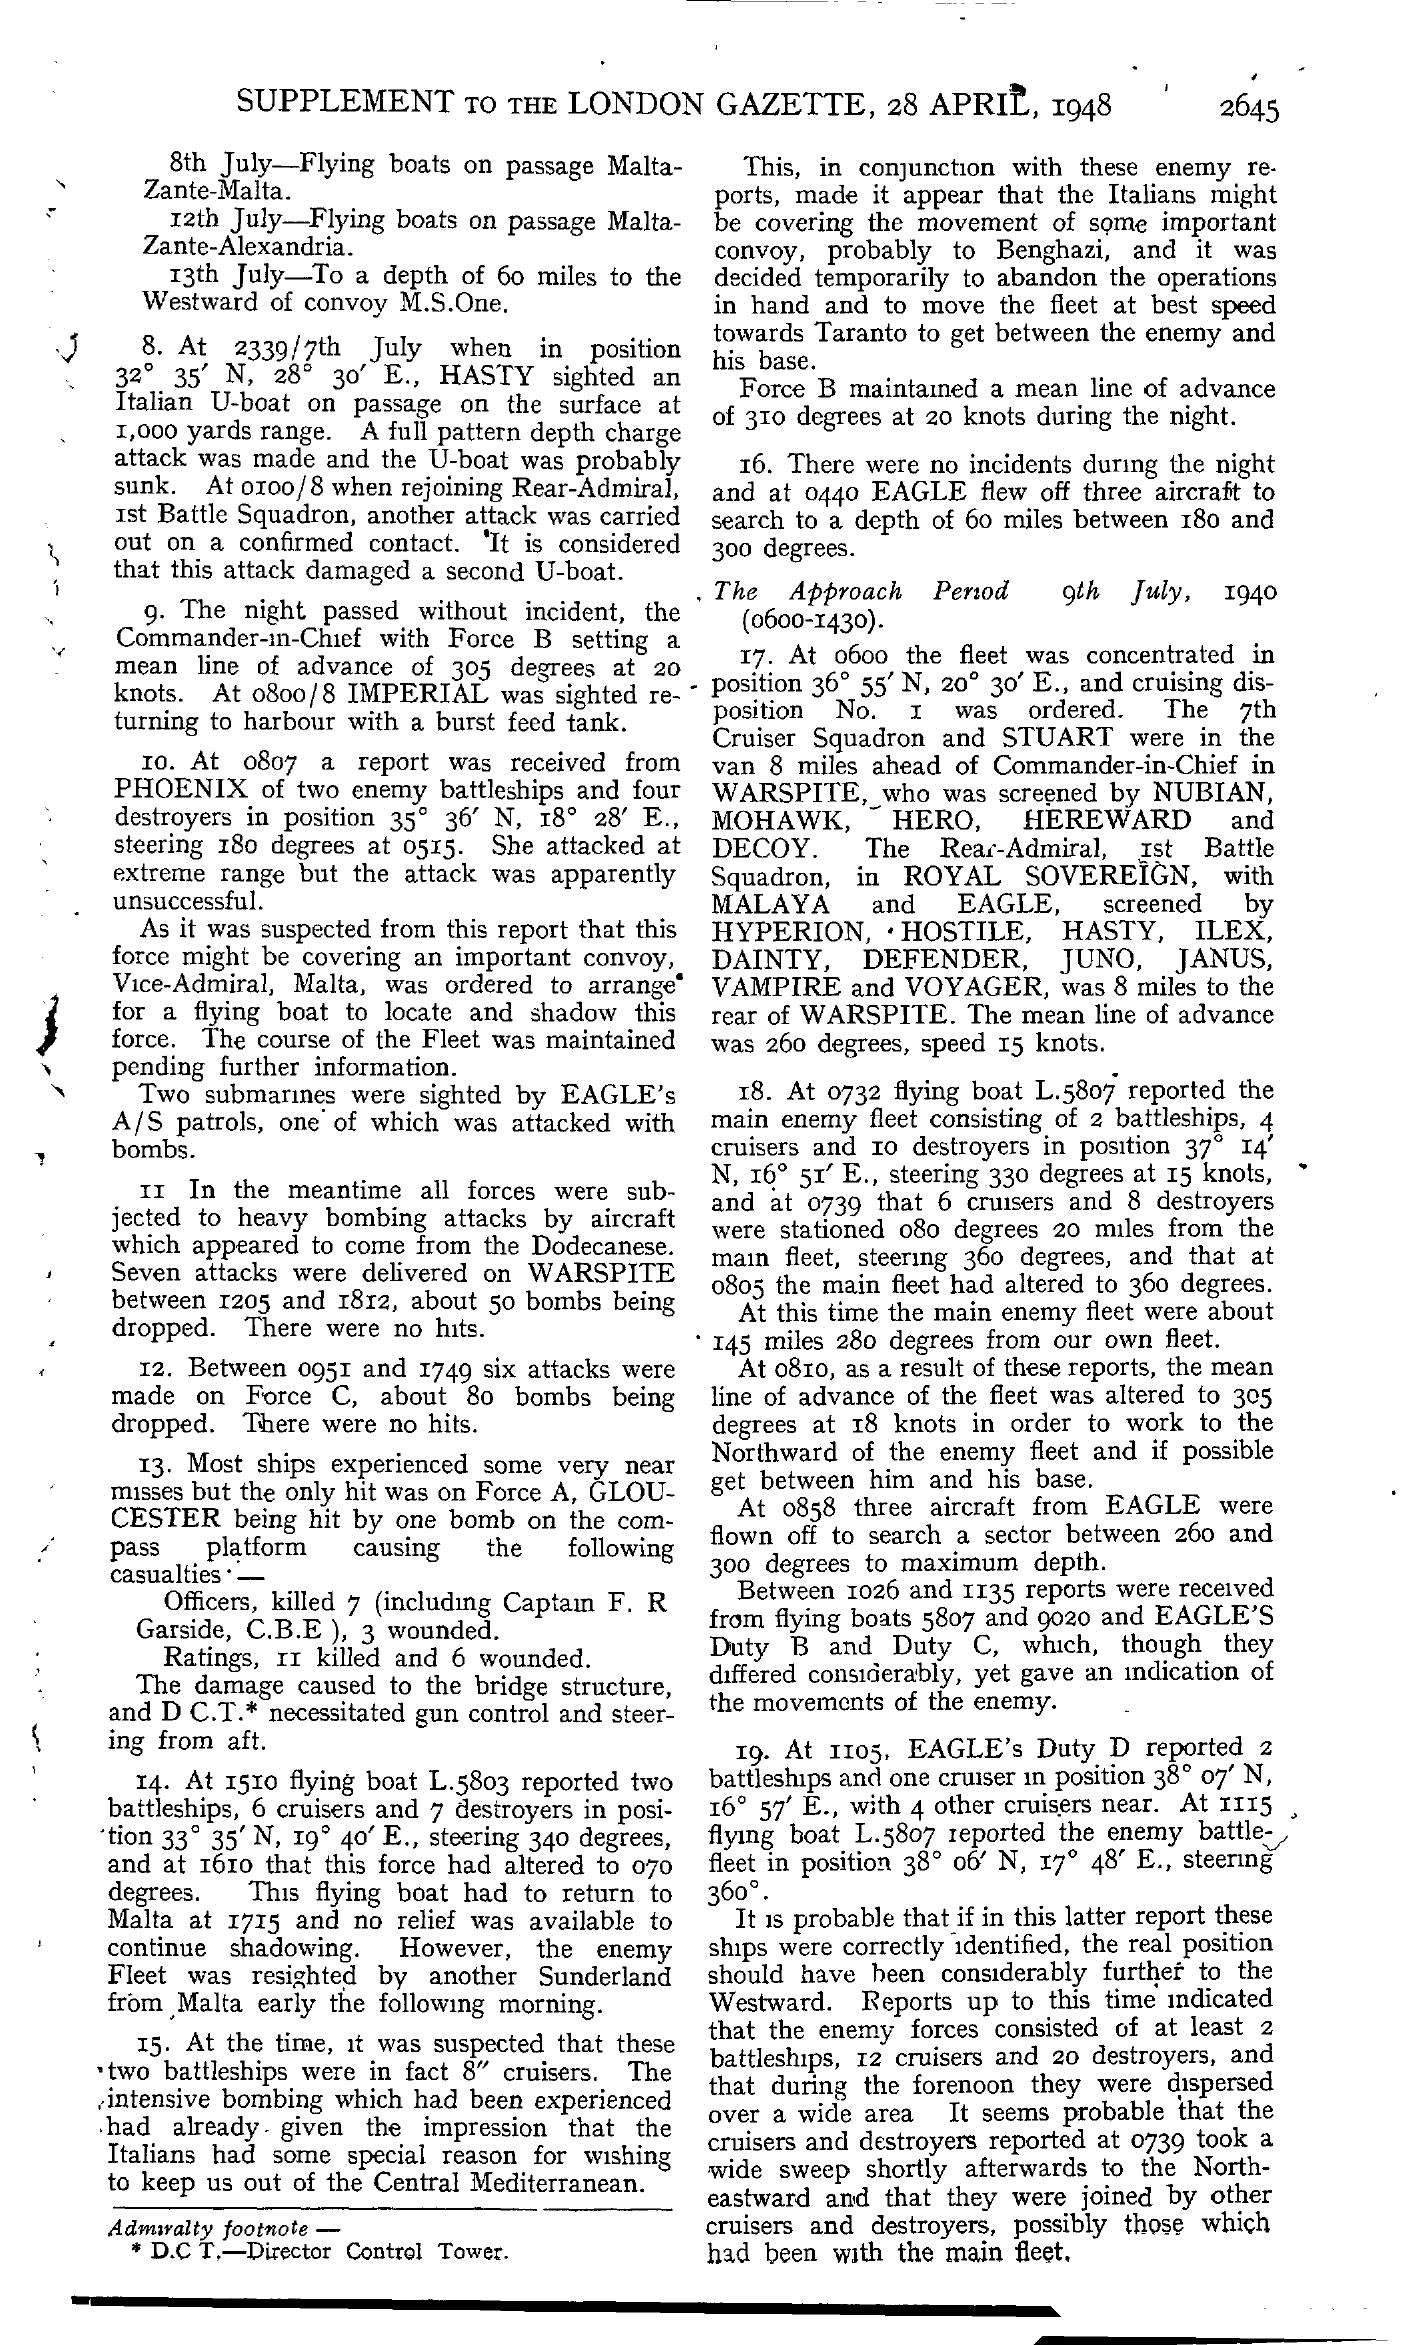 SUPPLEMENT TO THE LONDON GAZETTE, 28 APRIL, 1948 2645
8th July—Flying boats on passage Malta-
Zante-Malta.
12th July—Flying boats on passage Malta-
Zante-Alexandria.
13th July—To a depth of 60 miles to the
Westward of convoy M.S.One.
8. At 2339/7th July when in position
32° 35′ N, 28° 30′ E., HASTY sighted an
Italian U-boat on passage on the surface at
1,000 yards range. A full pattern depth charge
attack was made and the U-boat was probably
sunk. At 0100/8 when rejoining Rear-Admiral,
1st Battle Squadron, another attack was carried
out on a confirmed contact. It is considered
that this attack damaged a second U-boat.
9. The night passed without incident, the
Commander-in-Chief with Force B setting a
mean line of advance of 305 degrees at 20
knots. At 0800/8 IMPERIAL was sighted re-
turning to harbour with a burst feed tank.
10. At 0807 a report was received from
PHOENIX of two enemy battleships and four
destroyers in position 35° 36′ N, 18° 28′ E.,
steering 180 degrees at 0515. She attacked at
extreme range but the attack was apparently
unsuccessful.
As it was suspected from this report that this
force might be covering an important convoy,
Vice-Admiral, Malta, was ordered to arrange
for a flying boat to locate and shadow this
force. The course of the Fleet was maintained
pending further information.
Two submarines were sighted by EAGLE's
A/S patrols, one of which was attacked with
bombs.
11 In the meantime all forces were sub-
jected to heavy bombing attacks by aircraft
which appeared to come from the Dodecanese.
Seven attacks were delivered on WARSPITE
between 1205 and 1812, about 50 bombs being
dropped. There were no hits.
12. Between 0951 and 1749 six attacks were
made on Force C, about 80 bombs being
dropped. There were no hits.
13. Most ships experienced some very near
misses but the only hit was on Force A, GLOU-
CESTER being hit by one bomb on the com-
pass platform causing the following
casualties·—
Officers, killed 7 (including Captain F. R
Garside, C.B.E ), 3 wounded.
Ratings, 11 killed and 6 wounded.
The damage caused to the bridge structure,
and D C.T.* necessitated gun control and steer-
ing from aft.
14. At 1510 flying boat L.5803 reported two
battleships, 6 cruisers and 7 destroyers in posi-
tion 33° 35′ N, 19° 40′ E., steering 340 degrees,
and at 1610 that this force had altered to 070
degrees. This flying boat had to return to
Malta at 1715 and no relief was available to
continue shadowing. However, the enemy
Fleet was resighted by another Sunderland
from Malta early the following morning.
15. At the time, it was suspected that these
two battleships were in fact 8″ cruisers. The
intensive bombing which had been experienced
had already given the impression that the
Italians had some special reason for wishing
to keep us out of the Central Mediterranean.
Admiralty footnote —
* D.C T.—Director Control Tower.
This, in conjunction with these enemy re-
ports, made it appear that the Italians might
be covering the movement of some important
convoy, probably to Benghazi, and it was
decided temporarily to abandon the operations
in hand and to move the fleet at best speed
towards Taranto to get between the enemy and
his base.
Force B maintained a mean line of advance
of 310 degrees at 20 knots during the night.
16. There were no incidents during the night
and at 0440 EAGLE flew off three aircraft to
search to a depth of 60 miles between 180 and
300 degrees.
The Approach Period 9th July, 1940
(0600-1430).
17. At 0600 the fleet was concentrated in
position 36° 55′ N, 20° 30′ E., and cruising dis-
position No. 1 was ordered. The 7th
Cruiser Squadron and STUART were in the
van 8 miles ahead of Commander-in-Chief in
WARSPITE, who was screened by NUBIAN,
MOHAWK, HERO, HEREWARD and
DECOY. The Rear-Admiral, 1st Battle
Squadron, in ROYAL SOVEREIGN, with
MALAYA and EAGLE, screened by
HYPERION, HOSTILE, HASTY, ILEX,
DAINTY, DEFENDER, JUNO, JANUS,
VAMPIRE and VOYAGER, was 8 miles to the
rear of WARSPITE. The mean line of advance
was 260 degrees, speed 15 knots.
18. At 0732 flying boat L.5807 reported the
main enemy fleet consisting of 2 battleships, 4
cruisers and 10 destroyers in position 37° 14′
N, 16° 51′ E., steering 330 degrees at 15 knots,
and at 0739 that 6 cruisers and 8 destroyers
were stationed 080 degrees 20 miles from the
main fleet, steering 360 degrees, and that at
0805 the main fleet had altered to 360 degrees.
At this time the main enemy fleet were about
145 miles 280 degrees from our own fleet.
At 0810, as a result of these reports, the mean
line of advance of the fleet was altered to 305
degrees at 18 knots in order to work to the
Northward of the enemy fleet and if possible
get between him and his base.
At 0858 three aircraft from EAGLE were
flown off to search a sector between 260 and
300 degrees to maximum depth.
Between 1026 and 1135 reports were received
from flying boats 5807 and 9020 and EAGLE'S
Duty B and Duty C, which, though they
differed considerably, yet gave an indication of
the movements of the enemy.
19. At 1105, EAGLE's Duty D reported 2
battleships and one cruiser in position 38° 07′ N,
16° 57′ E., with 4 other cruisers near. At 1115
flying boat L.5807 reported the enemy battle-
fleet in position 38° 06′ N, 17° 48′ E., steering
360°.
It is probable that if in this latter report these
ships were correctly identified, the real position
should have been considerably further to the
Westward. Reports up to this time indicated
that the enemy forces consisted of at least 2
battleships, 12 cruisers and 20 destroyers, and
that during the forenoon they were dispersed
over a wide area It seems probable that the
cruisers and destroyers reported at 0739 took a
wide sweep shortly afterwards to the North-
eastward and that they were joined by other
cruisers and destroyers, possibly those which
had been with the main fleet.